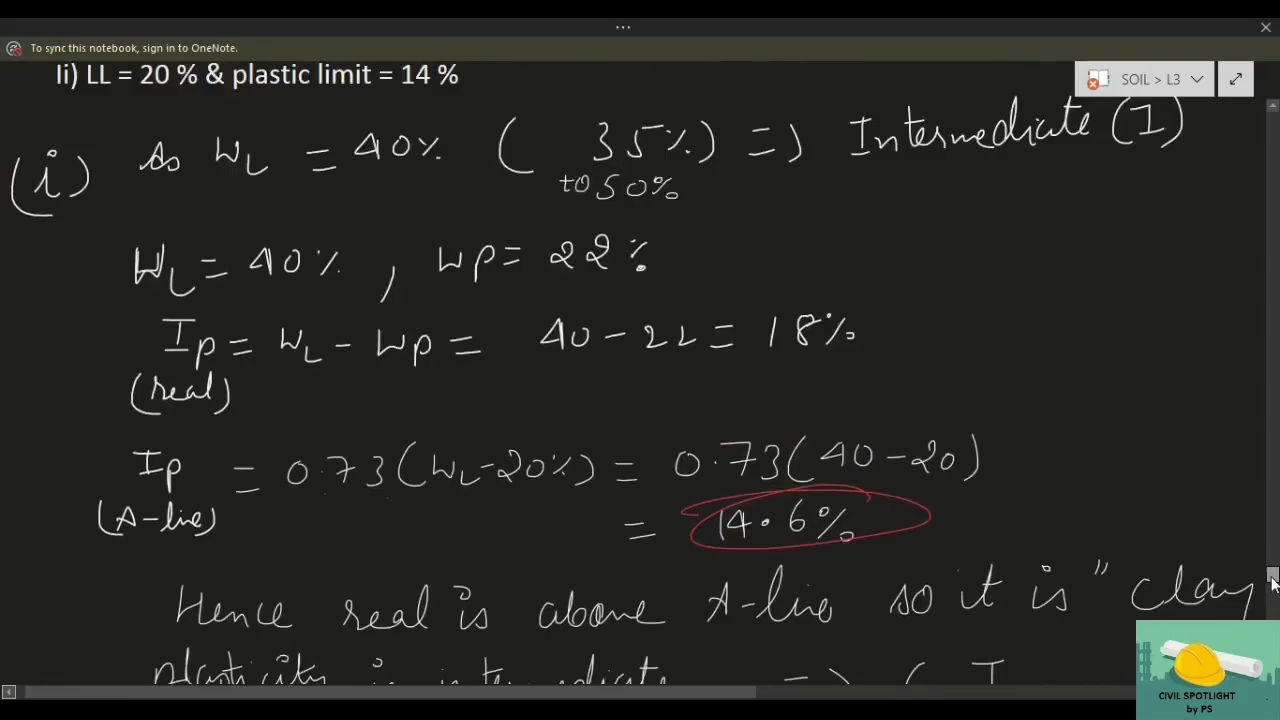 To sync this notebook, sign in to OneNote.
Ii) LL = 20 % & plastic limit = 14 %
SOIL > L3
(i) As WL = 40% ( 35% to 50% ) => Intermediate (I)
WL = 40% , wp = 22%
Ip = WL - wp = 40 - 22 = 18%
(real)
Ip = 0.73 (WL - 20%) = 0.73 (40 - 20)
(A-line)
= 14.6%
Hence real is above A-line so it is "clay
plasticity is intermediate => ( I
CIVIL SPOTLIGHT
by PS